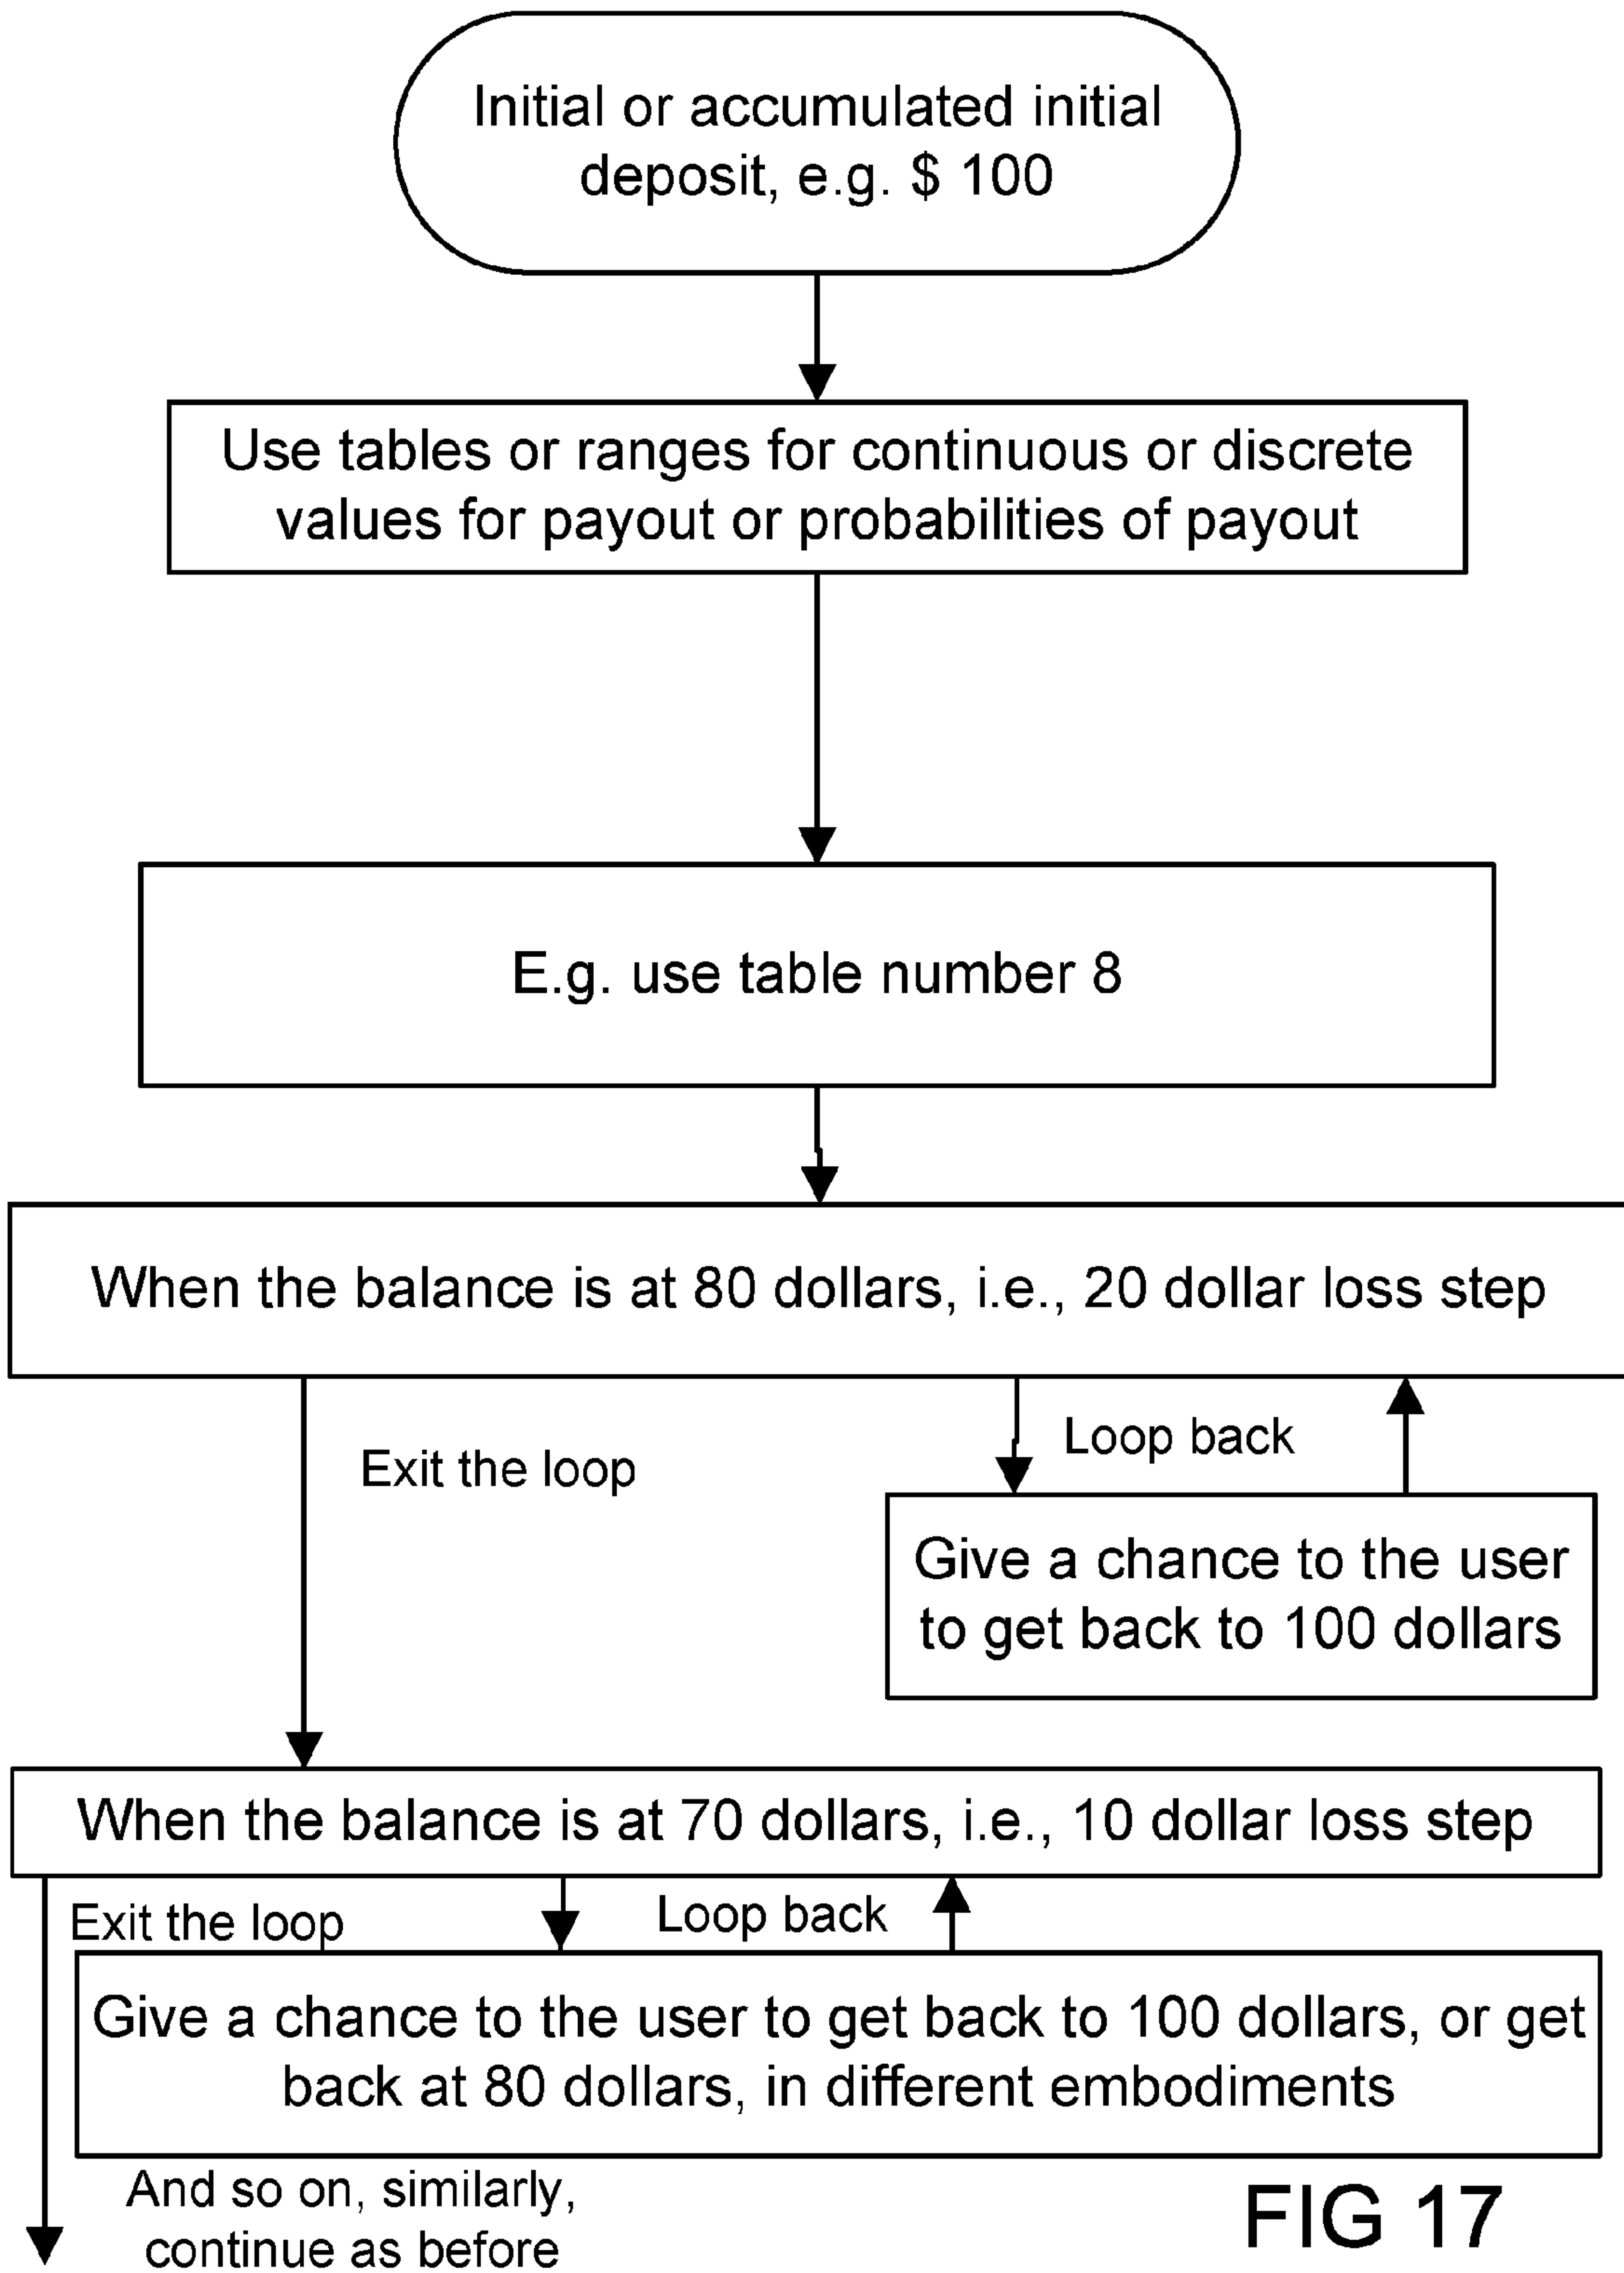 Initial or accumulated initial
deposit, e.g. $ 100
Use tables or ranges for continuous or discrete
values for payout or probabilities of payout
E.g. use table number 8
When the balance is at 80 dollars, i.e., 20 dollar loss step
Exit the loop
Loop back
Give a chance to the user
to get back to 100 dollars
When the balance is at 70 dollars, i.e., 10 dollar loss step
Exit the loop
Loop back
Give a chance to the user to get back to 100 dollars, or get
back at 80 dollars, in different embodiments
And so on, similarly,
continue as before
FIG 17